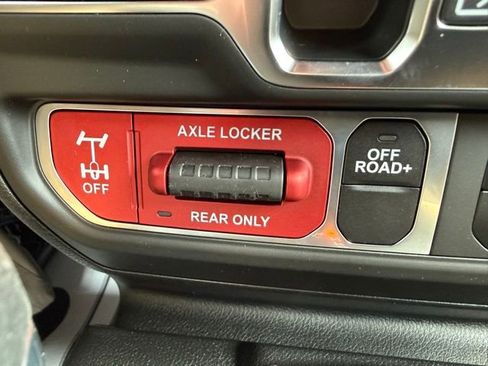 OFF
AXLE LOCKER
REAR ONLY
OFF
ROAD+